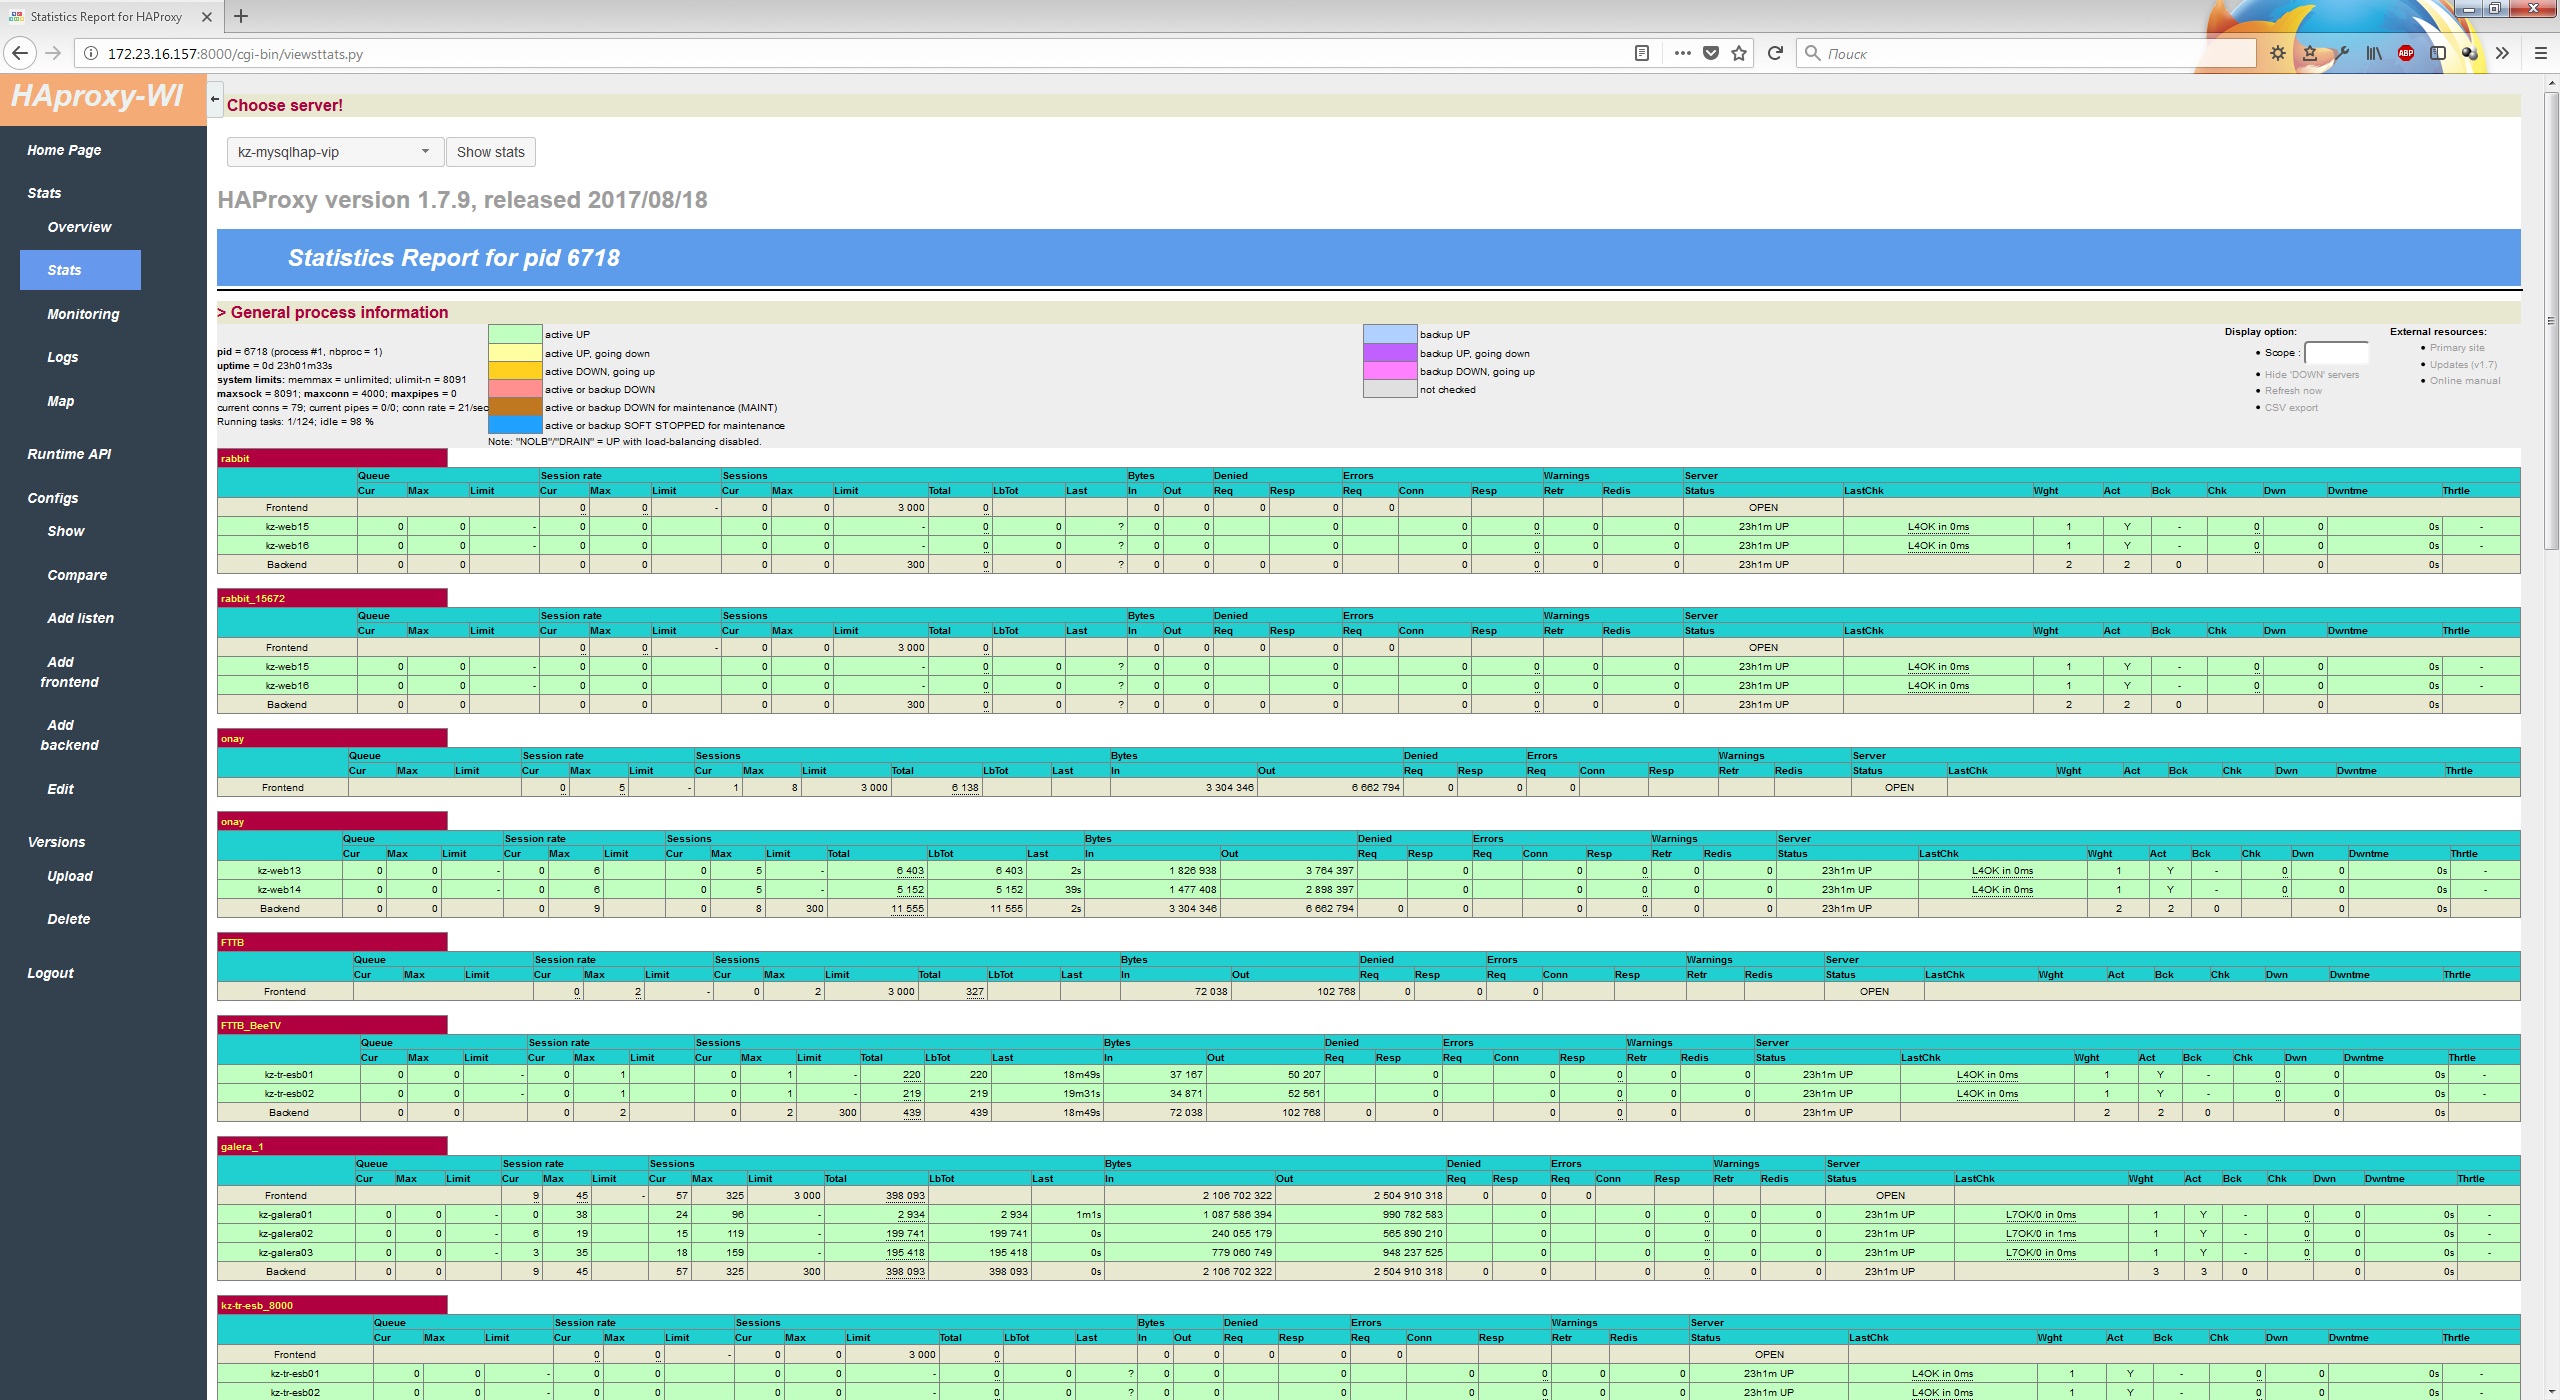 Statistics Report for HAProxy
172.23.16.157:8000/cgi-bin/viewsttats.py
Поиск
ABP
HAproxy-WI
Home Page
Stats
Overview
Stats
Monitoring
Logs
Map
Runtime API
Configs
Show
Compare
Add listen
Add
frontend
Add
backend
Edit
Versions
Upload
Delete
Logout
Choose server!
kz-mysqlhap-vip Show stats
HAProxy version 1.7.9, released 2017/08/18
Statistics Report for pid 6718
> General process information
pid = 6718 (process #1, nbproc = 1)
uptime = 0d 23h01m33s
system limits: memmax = unlimited; ulimit-n = 8091
maxsock = 8091; maxconn = 4000; maxpipes = 0
current conns = 79; current pipes = 0/0; conn rate = 21/sec
Running tasks: 1/124; idle = 98 %
active UP
active UP, going down
active DOWN, going up
active or backup DOWN
active or backup DOWN for maintenance (MAINT)
active or backup SOFT STOPPED for maintenance
Note: "NOLB"/"DRAIN" = UP with load-balancing disabled.
backup UP
backup UP, going down
backup DOWN, going up
not checked
Display option:
Scope :
Hide 'DOWN' servers
Refresh now
CSV export
External resources:
Primary site
Updates (v1.7)
Online manual
rabbit
Queue Session rate Sessions Bytes Denied Errors Warnings Server
Cur Max Limit Cur Max Limit Cur Max Limit Total LbTot Last In Out Req Resp Req Conn Resp Retr Redis Status LastChk Wght Act Bck Chk Dwn Dwntme Thrtle
Frontend 0 0 - 0 0 3 000 0 0 0 0 0 0 OPEN
kz-web15 0 0 - 0 0 0 0 - 0 0 ? 0 0 0 0 0 0 0 23h1m UP L4OK in 0ms 1 Y - 0 0 0s -
kz-web16 0 0 - 0 0 0 0 - 0 0 ? 0 0 0 0 0 0 0 23h1m UP L4OK in 0ms 1 Y - 0 0 0s -
Backend 0 0 0 0 0 0 300 0 0 ? 0 0 0 0 0 0 0 0 23h1m UP 2 2 0 0 0s
rabbit_15672
Queue Session rate Sessions Bytes Denied Errors Warnings Server
Cur Max Limit Cur Max Limit Cur Max Limit Total LbTot Last In Out Req Resp Req Conn Resp Retr Redis Status LastChk Wght Act Bck Chk Dwn Dwntme Thrtle
Frontend 0 0 - 0 0 3 000 0 0 0 0 0 0 OPEN
kz-web15 0 0 - 0 0 0 0 - 0 0 ? 0 0 0 0 0 0 0 23h1m UP L4OK in 0ms 1 Y - 0 0 0s -
kz-web16 0 0 - 0 0 0 0 - 0 0 ? 0 0 0 0 0 0 0 23h1m UP L4OK in 0ms 1 Y - 0 0 0s -
Backend 0 0 0 0 0 0 300 0 0 ? 0 0 0 0 0 0 0 0 23h1m UP 2 2 0 0 0s
onay
Queue Session rate Sessions Bytes Denied Errors Warnings Server
Cur Max Limit Cur Max Limit Cur Max Limit Total LbTot Last In Out Req Resp Req Conn Resp Retr Redis Status LastChk Wght Act Bck Chk Dwn Dwntme Thrtle
Frontend 0 5 - 1 8 3 000 6 138 3 304 346 6 662 794 0 0 0 OPEN
onay
Queue Session rate Sessions Bytes Denied Errors Warnings Server
Cur Max Limit Cur Max Limit Cur Max Limit Total LbTot Last In Out Req Resp Req Conn Resp Retr Redis Status LastChk Wght Act Bck Chk Dwn Dwntme Thrtle
kz-web13 0 0 - 0 6 0 5 - 6 403 6 403 2s 1 826 938 3 764 397 0 0 0 0 0 23h1m UP L4OK in 0ms 1 Y - 0 0 0s -
kz-web14 0 0 - 0 6 0 5 - 5 152 5 152 39s 1 477 408 2 898 397 0 0 0 0 0 23h1m UP L4OK in 0ms 1 Y - 0 0 0s -
Backend 0 0 0 9 0 8 300 11 555 11 555 2s 3 304 346 6 662 794 0 0 0 0 0 0 23h1m UP 2 2 0 0 0s
FTTB
Queue Session rate Sessions Bytes Denied Errors Warnings Server
Cur Max Limit Cur Max Limit Cur Max Limit Total LbTot Last In Out Req Resp Req Conn Resp Retr Redis Status LastChk Wght Act Bck Chk Dwn Dwntme Thrtle
Frontend 0 2 - 0 2 3 000 327 72 038 102 768 0 0 0 OPEN
FTTB_BeeTV
Queue Session rate Sessions Bytes Denied Errors Warnings Server
Cur Max Limit Cur Max Limit Cur Max Limit Total LbTot Last In Out Req Resp Req Conn Resp Retr Redis Status LastChk Wght Act Bck Chk Dwn Dwntme Thrtle
kz-tr-esb01 0 0 - 0 1 0 1 - 220 220 18m49s 37 167 50 207 0 0 0 0 0 23h1m UP L4OK in 0ms 1 Y - 0 0 0s -
kz-tr-esb02 0 0 - 0 1 0 1 - 219 219 19m31s 34 871 52 561 0 0 0 0 0 23h1m UP L4OK in 0ms 1 Y - 0 0 0s -
Backend 0 0 0 2 0 2 300 439 439 18m49s 72 038 102 768 0 0 0 0 0 0 23h1m UP 2 2 0 0 0s
galera_1
Queue Session rate Sessions Bytes Denied Errors Warnings Server
Cur Max Limit Cur Max Limit Cur Max Limit Total LbTot Last In Out Req Resp Req Conn Resp Retr Redis Status LastChk Wght Act Bck Chk Dwn Dwntme Thrtle
Frontend 9 45 - 57 325 3 000 398 093 2 106 702 322 2 504 910 318 0 0 0 OPEN
kz-galera01 0 0 - 0 38 24 96 - 2 934 2 934 1m1s 1 087 586 394 990 782 583 0 0 0 0 0 23h1m UP L7OK/0 in 0ms 1 Y - 0 0 0s -
kz-galera02 0 0 - 6 19 15 119 - 199 741 199 741 0s 240 055 179 565 890 210 0 0 0 0 0 23h1m UP L7OK/0 in 1ms 1 Y - 0 0 0s -
kz-galera03 0 0 - 3 35 18 159 - 195 418 195 418 0s 779 060 749 948 237 525 0 0 0 0 0 23h1m UP L7OK/0 in 0ms 1 Y - 0 0 0s -
Backend 0 0 9 45 57 325 300 398 093 398 093 0s 2 106 702 322 2 504 910 318 0 0 0 0 0 0 23h1m UP 3 3 0 0 0s
kz-tr-esb_8000
Queue Session rate Sessions Bytes Denied Errors Warnings Server
Cur Max Limit Cur Max Limit Cur Max Limit Total LbTot Last In Out Req Resp Req Conn Resp Retr Redis Status LastChk Wght Act Bck Chk Dwn Dwntme Thrtle
Frontend 0 0 - 0 0 3 000 0 0 0 0 0 0 OPEN
kz-tr-esb01 0 0 - 0 0 0 0 - 0 0 ? 0 0 0 0 0 0 0 23h1m UP L4OK in 0ms 1 Y - 0 0 0s -
kz-tr-esb02 0 0 - 0 0 0 0 - 0 0 ? 0 0 0 0 0 0 0 23h1m UP L4OK in 0ms 1 Y - 0 0 0s -